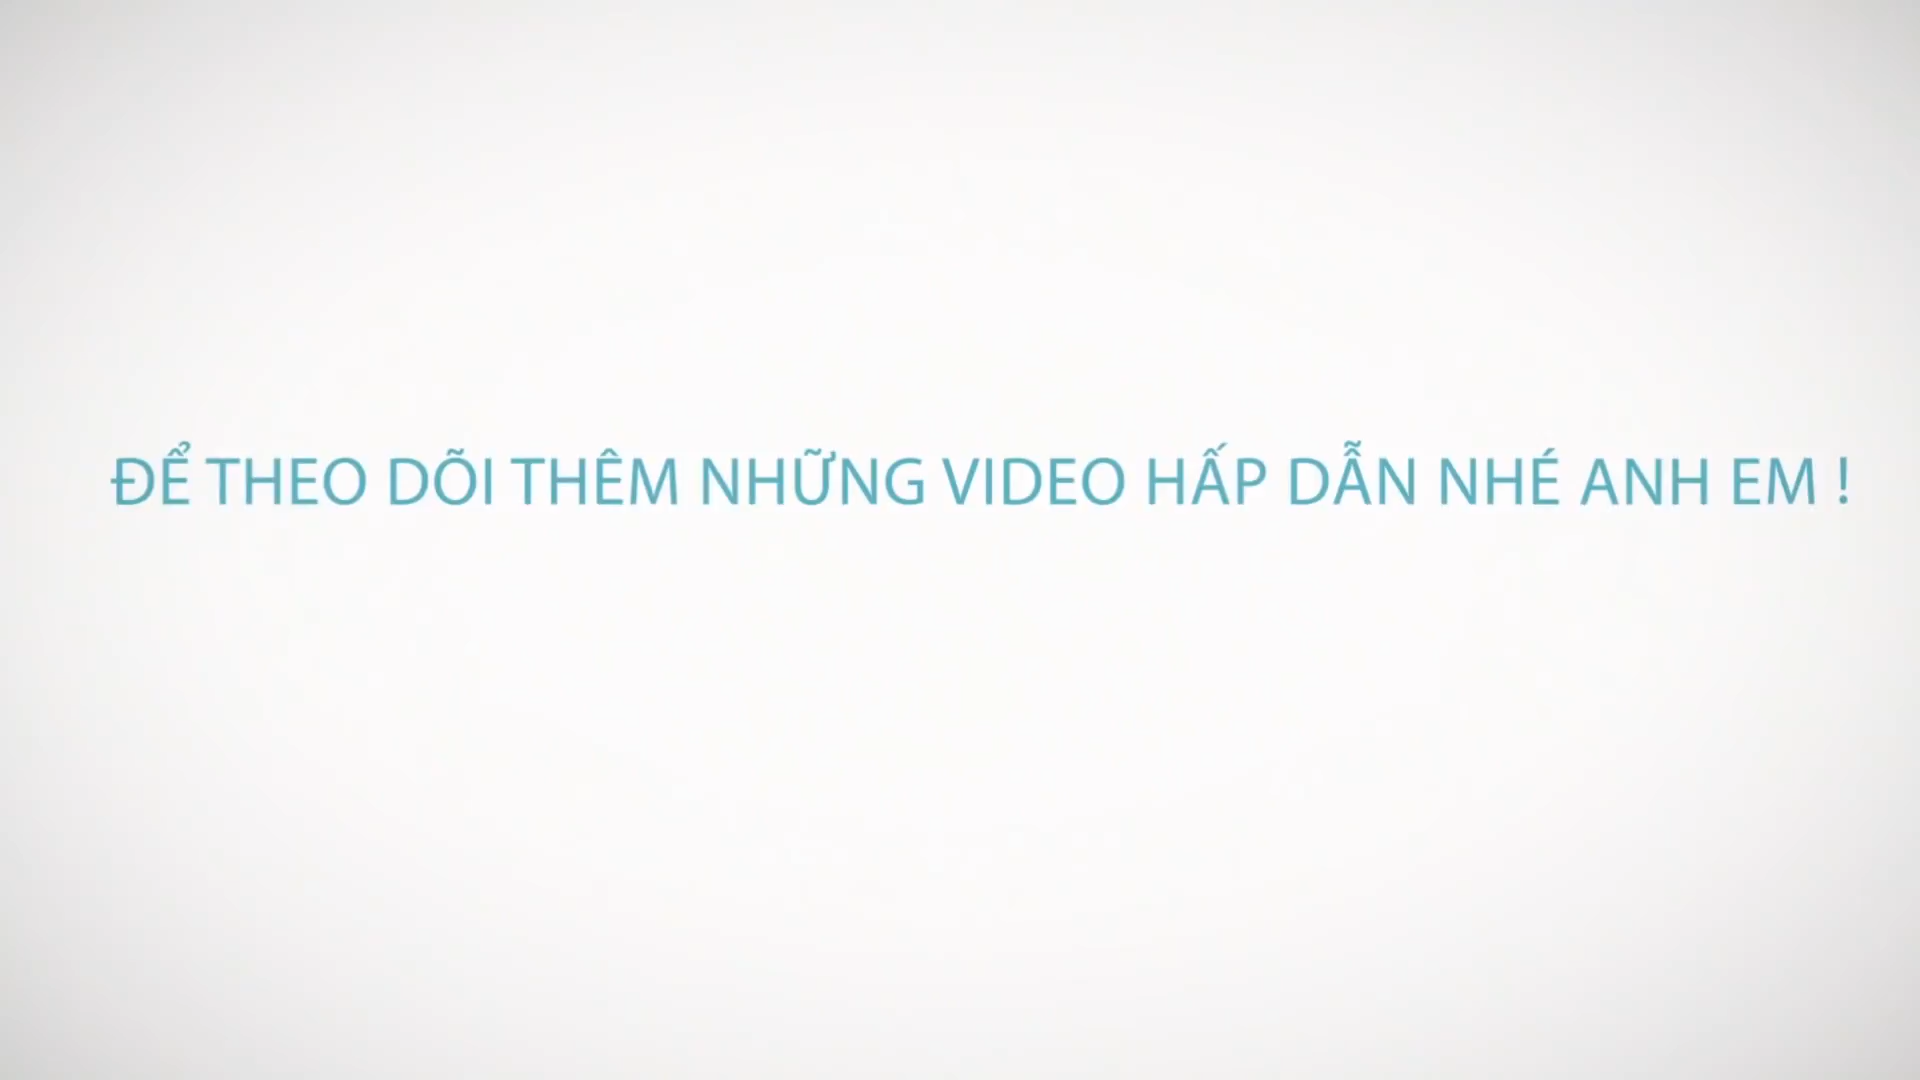 ĐỂ THEO DÕI THÊM NHỮNG VIDEO HẤP DẪN NHÉ ANH EM !